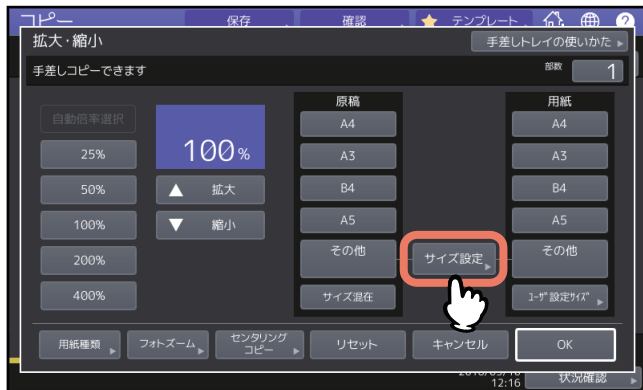 コピー
保存
確認
テンプレート
拡大・縮小
手差しトレイの使いかた
手差しコピーできます
部数 1
原稿
用紙
自動倍率選択
100%
A4
A4
25%
A3
A3
50%
拡大
B4
B4
100%
縮小
A5
A5
200%
その他
サイズ設定
その他
400%
サイズ混在
ユーザ設定サイズ
用紙種類
フォトズーム
センタリング
コピー
リセット
キャンセル
OK
12:16
状況確認